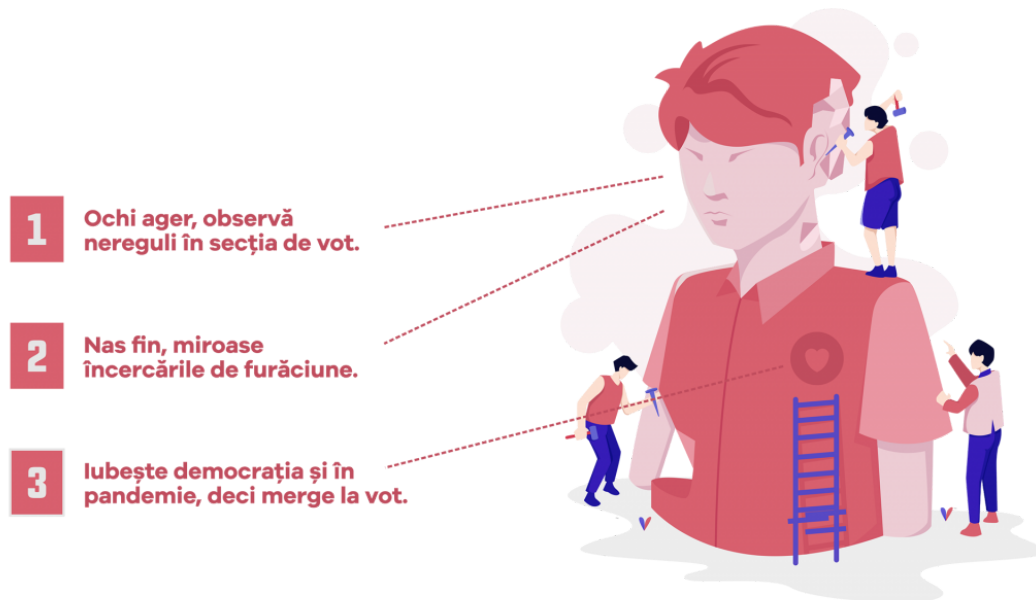 1
Ochi ager, observă
nereguli în secția de vot.
2
Nas fin, miroase
încercările de furăciune.
3
Iubește democrația și în
pandemie, deci merge la vot.